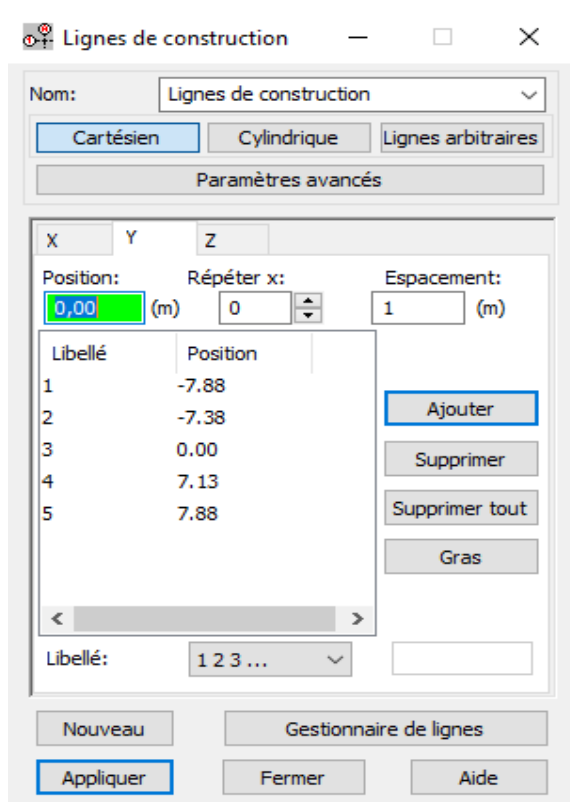 Lignes de construction
Nom: Lignes de construction
Cartésien Cylindrique Lignes arbitraires
Paramètres avancés
X Y Z
Position: Répéter x: Espacement:
0,00 (m) 0 1 (m)
Libellé Position
1 -7.88
2 -7.38
3 0.00
4 7.13
5 7.88
Ajouter
Supprimer
Supprimer tout
Gras
Libellé: 1 2 3 ...
Nouveau Gestionnaire de lignes
Appliquer Fermer Aide